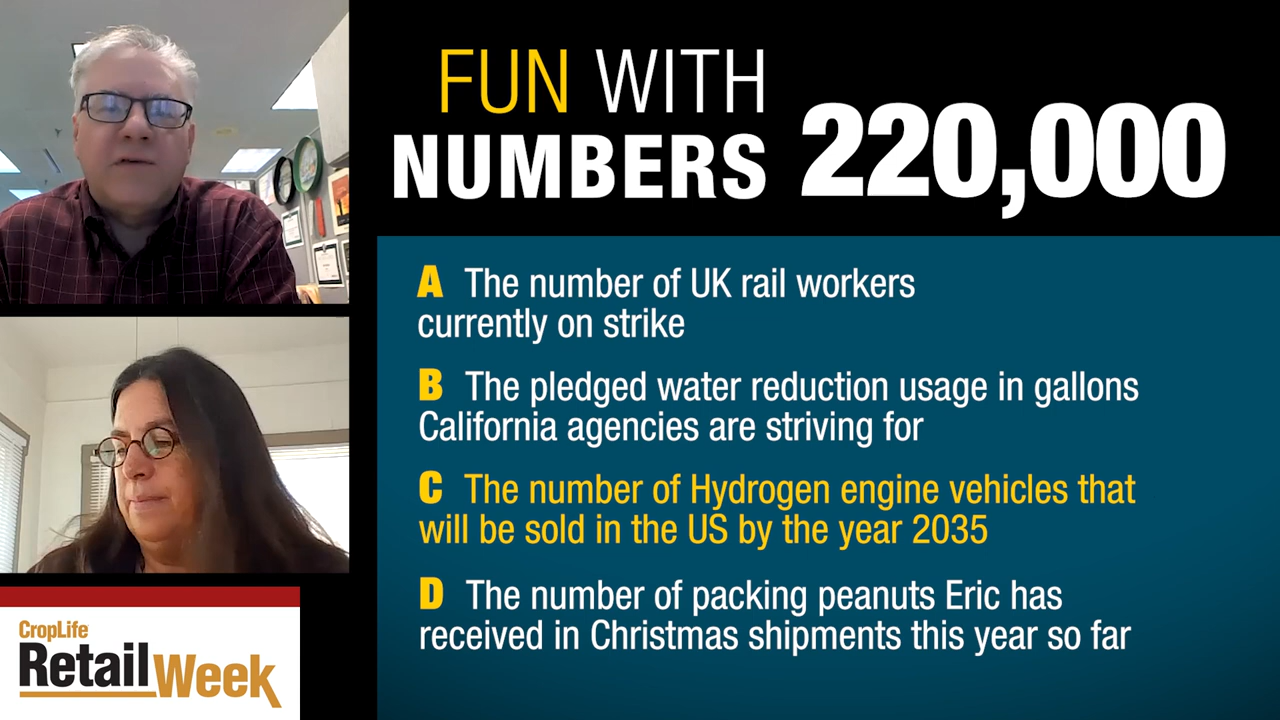 FUN WITH
NUMBERS 220,000
A The number of UK rail workers
currently on strike
B The pledged water reduction usage in gallons
California agencies are striving for
C The number of Hydrogen engine vehicles that
will be sold in the US by the year 2035
D The number of packing peanuts Eric has
received in Christmas shipments this year so far
CropLife
RetailWeek